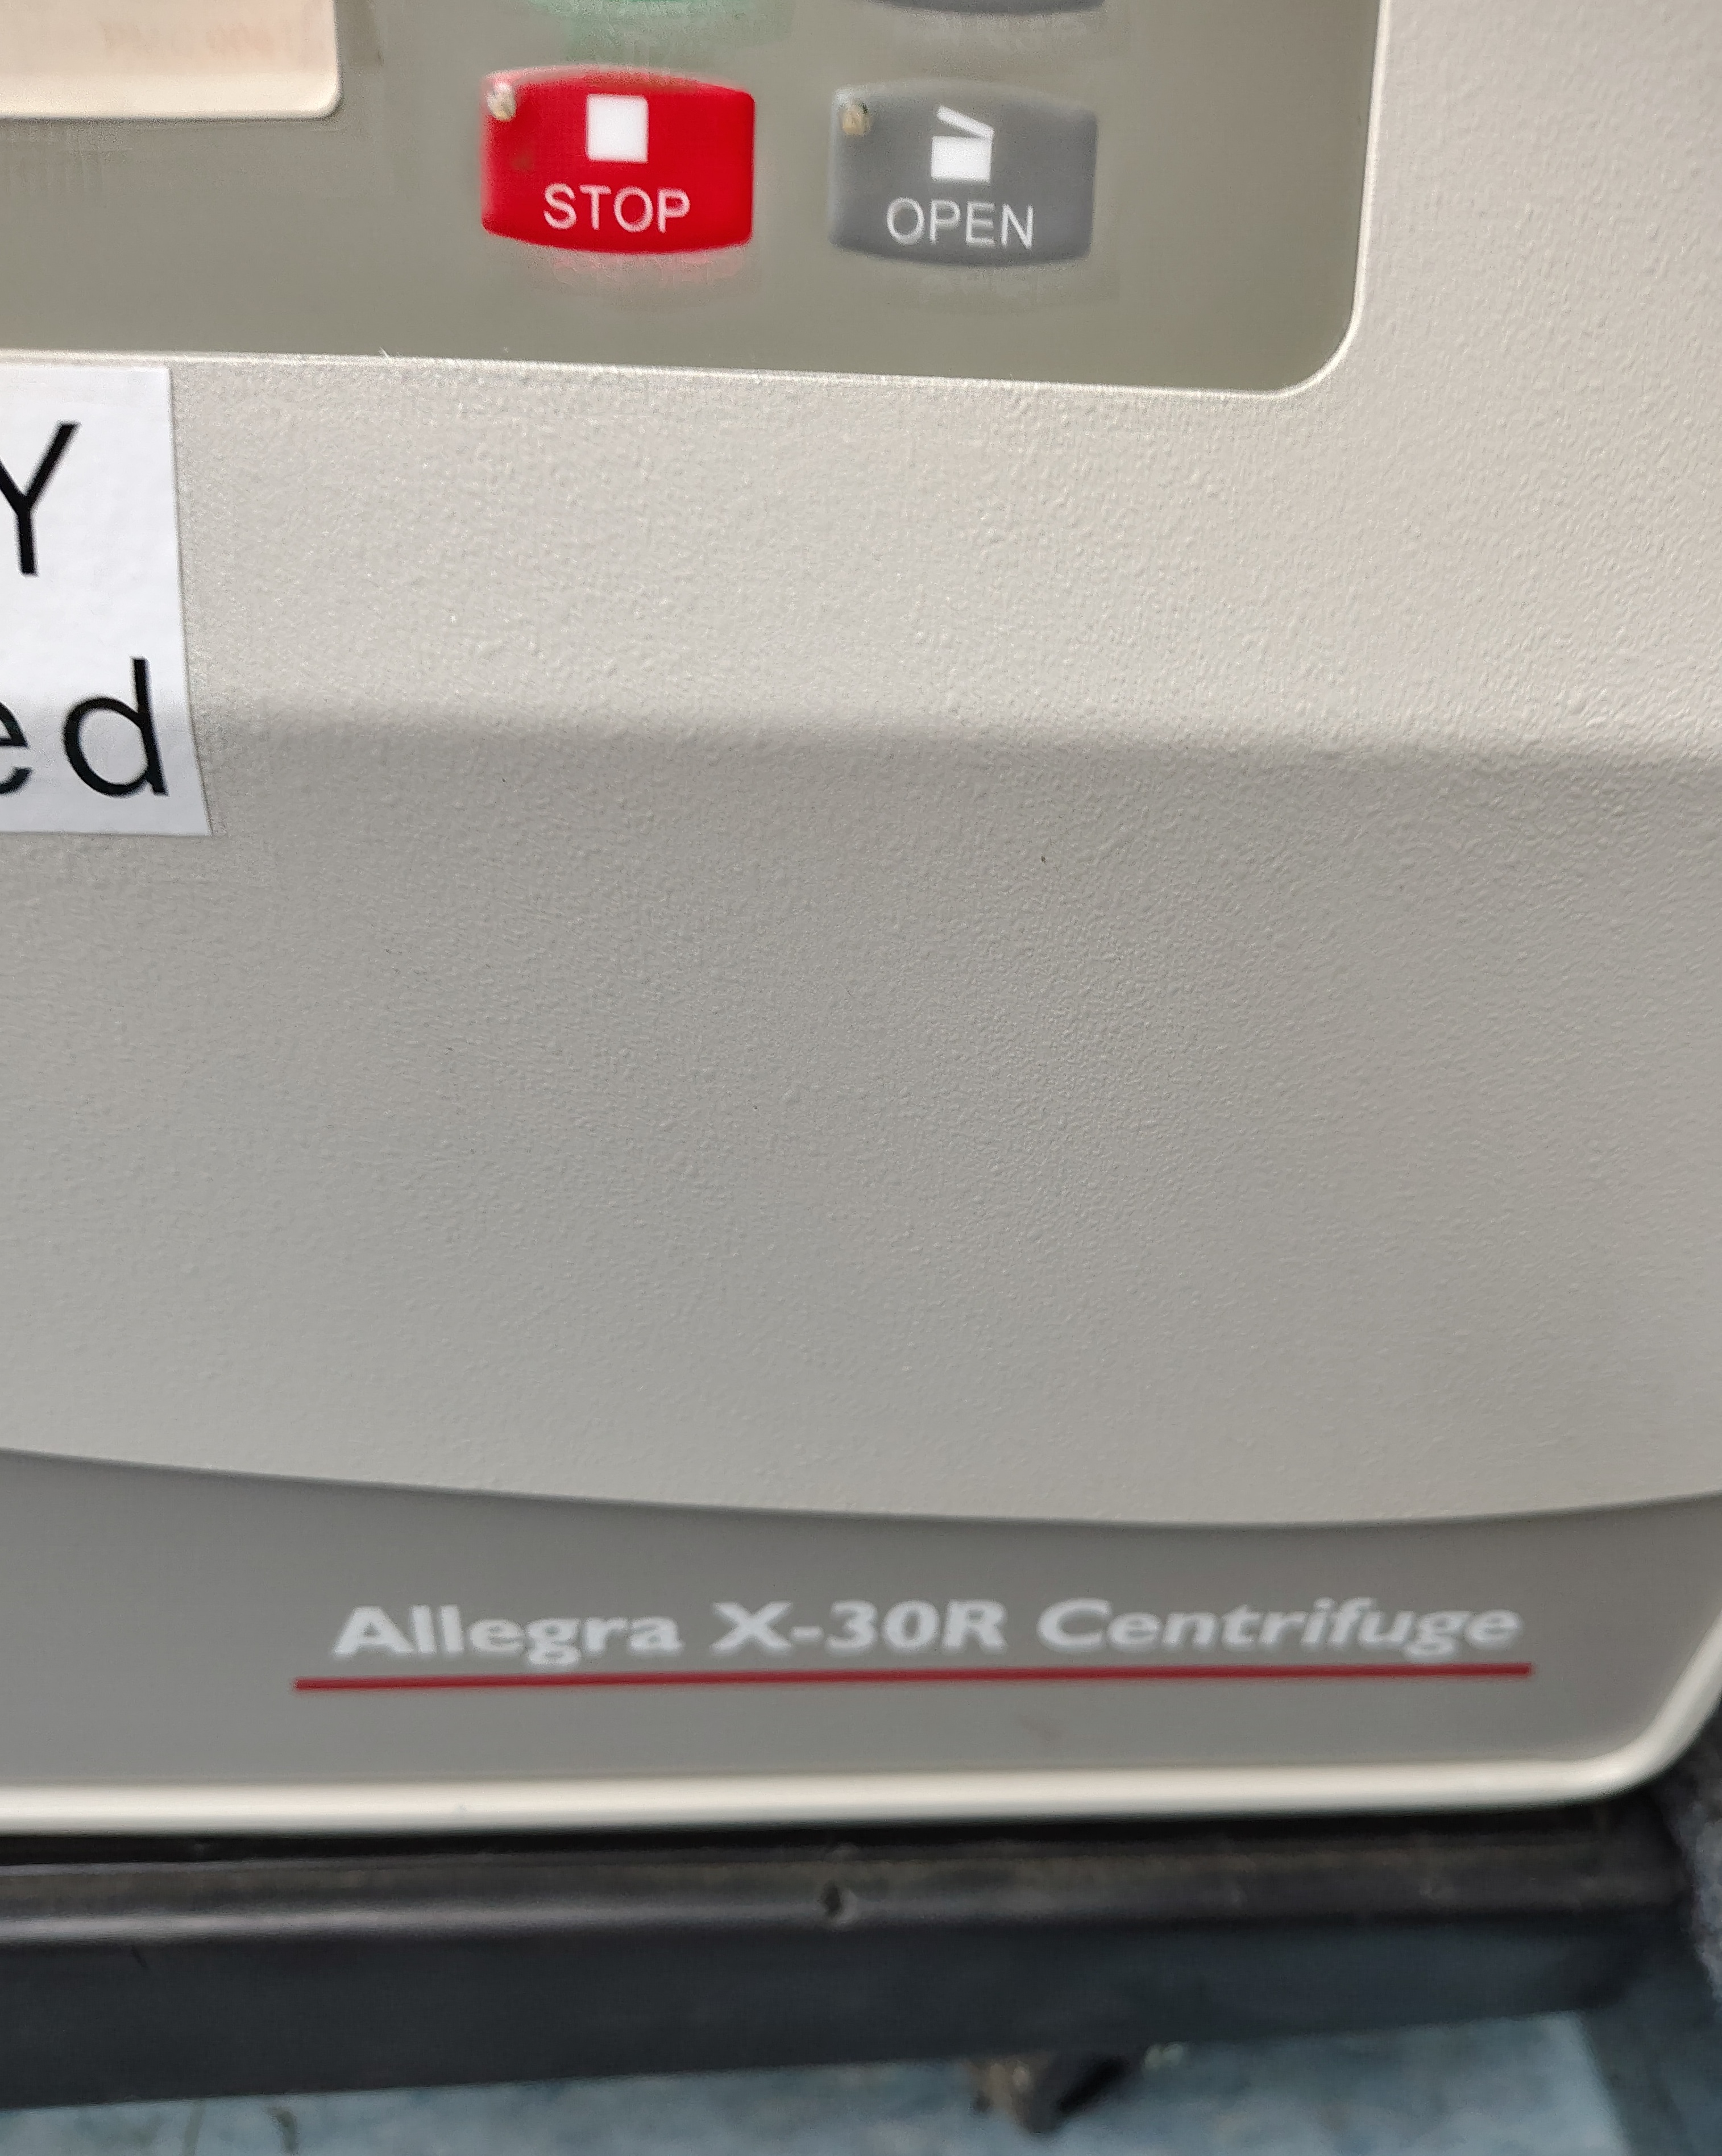 STOP
OPEN
Y
ed
Allegra X-30R Centrifuge